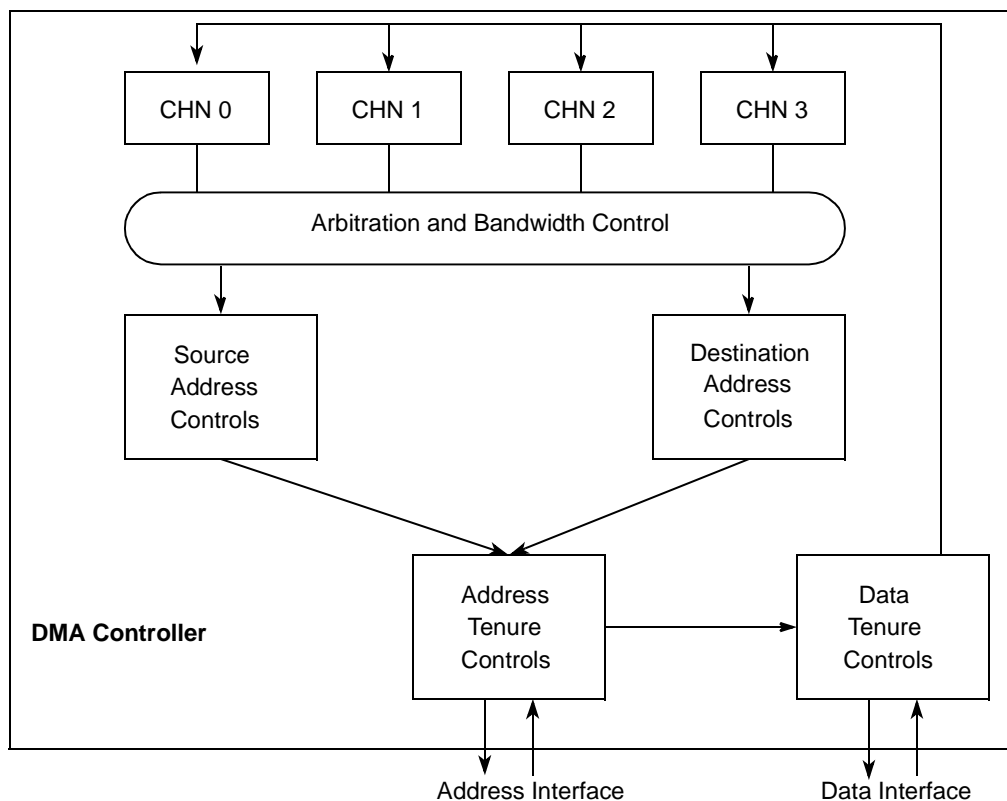 CHN 0
CHN 1
CHN 2
CHN 3
Arbitration and Bandwidth Control
Source
Address
Controls
Destination
Address
Controls
Address
Tenure
Controls
Data
Tenure
Controls
DMA Controller
Address Interface
Data Interface